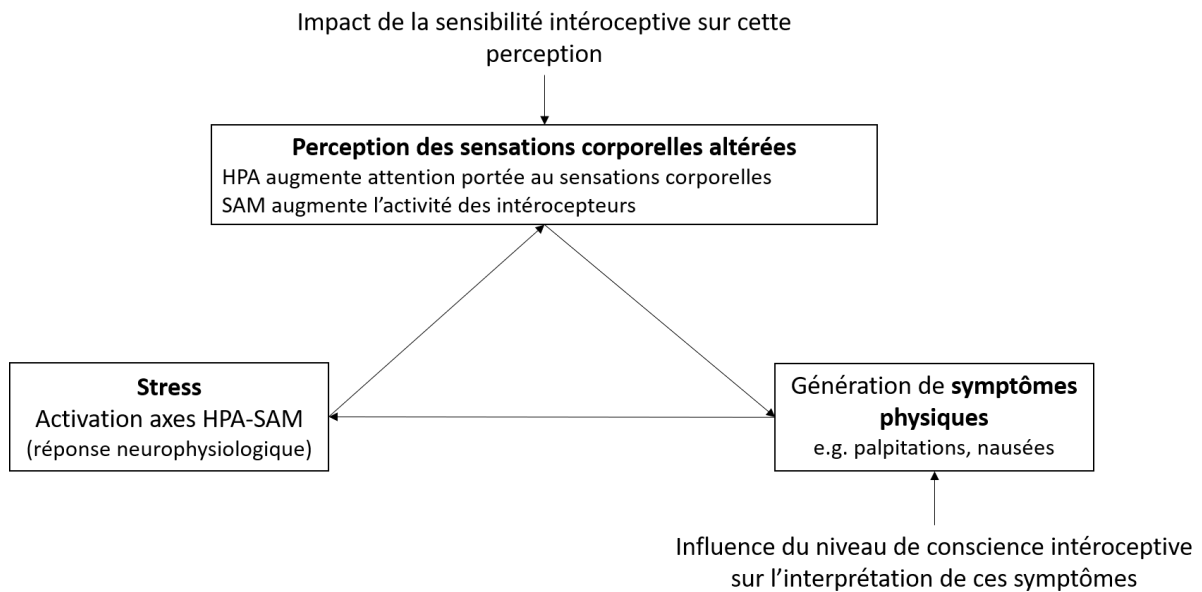 Impact de la sensibilité intéroceptive sur cette
perception
Perception des sensations corporelles altérées
HPA augmente attention portée au sensations corporelles
SAM augmente l'activité des intérocepteurs
Stress
Activation axes HPA-SAM
(réponse neurophysiologique)
Génération de symptômes
physiques
e.g. palpitations, nausées
Influence du niveau de conscience intéroceptive
sur l'interprétation de ces symptômes